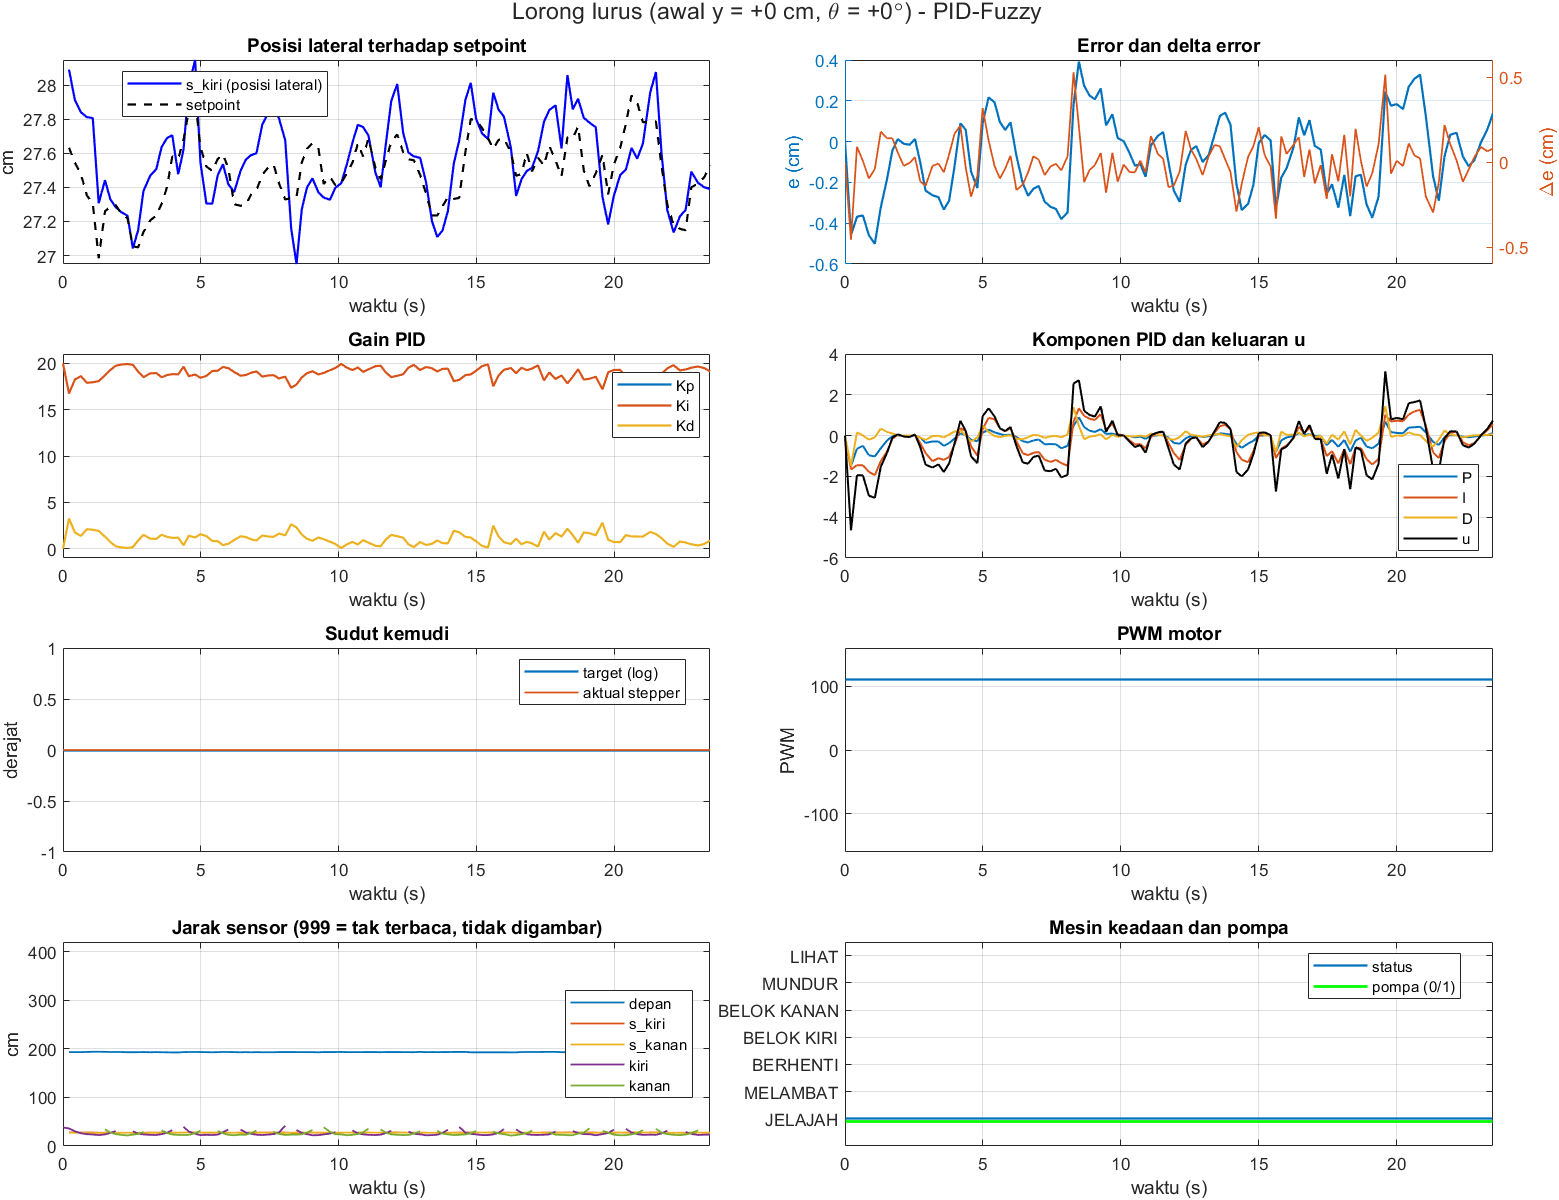 Lorong lurus (awal y = +0 cm, θ = +0°) - PID-Fuzzy
Posisi lateral terhadap setpoint
s_kiri (posisi lateral)
setpoint
28
27.8
27.6
27.4
27.2
27
cm
0 5 10 15 20
waktu (s)
Error dan delta error
0.4
0.2
0
-0.2
-0.4
-0.6
e (cm)
0.5
0
-0.5
Δe (cm)
0 5 10 15 20
waktu (s)
Gain PID
20
15
10
5
0
Kp
Ki
Kd
0 5 10 15 20
waktu (s)
Komponen PID dan keluaran u
4
2
0
-2
-4
-6
P
I
D
u
0 5 10 15 20
waktu (s)
Sudut kemudi
1
0.5
0
-0.5
-1
derajat
target (log)
aktual stepper
0 5 10 15 20
waktu (s)
PWM motor
100
0
-100
PWM
0 5 10 15 20
waktu (s)
Jarak sensor (999 = tak terbaca, tidak digambar)
400
300
200
100
0
cm
depan
s_kiri
s_kanan
kiri
kanan
0 5 10 15 20
waktu (s)
Mesin keadaan dan pompa
LIHAT
MUNDUR
BELOK KANAN
BELOK KIRI
BERHENTI
MELAMBAT
JELAJAH
status
pompa (0/1)
0 5 10 15 20
waktu (s)